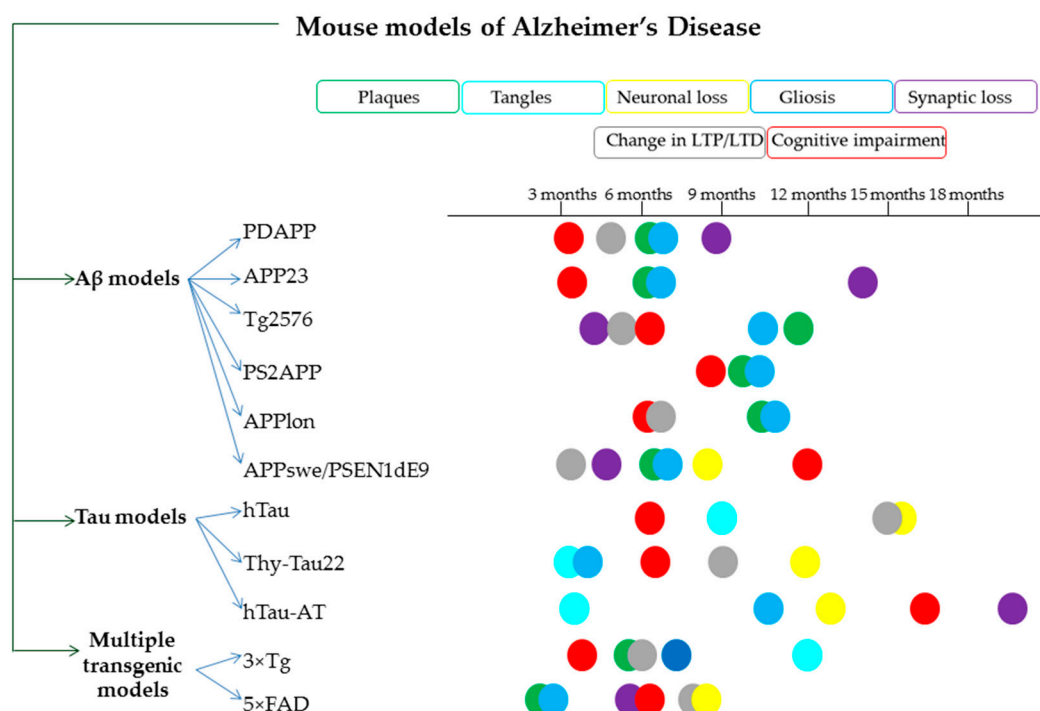 Mouse models of Alzheimer's Disease
Plaques Tangles Neuronal loss Gliosis Synaptic loss
Change in LTP/LTD Cognitive impairment
3 months 6 months 9 months 12 months 15 months 18 months
PDAPP
Aβ models APP23
Tg2576
PS2APP
APPlon
APPswe/PSEN1dE9
Tau models hTau
Thy-Tau22
hTau-AT
Multiple
transgenic
models
3×Tg
5×FAD